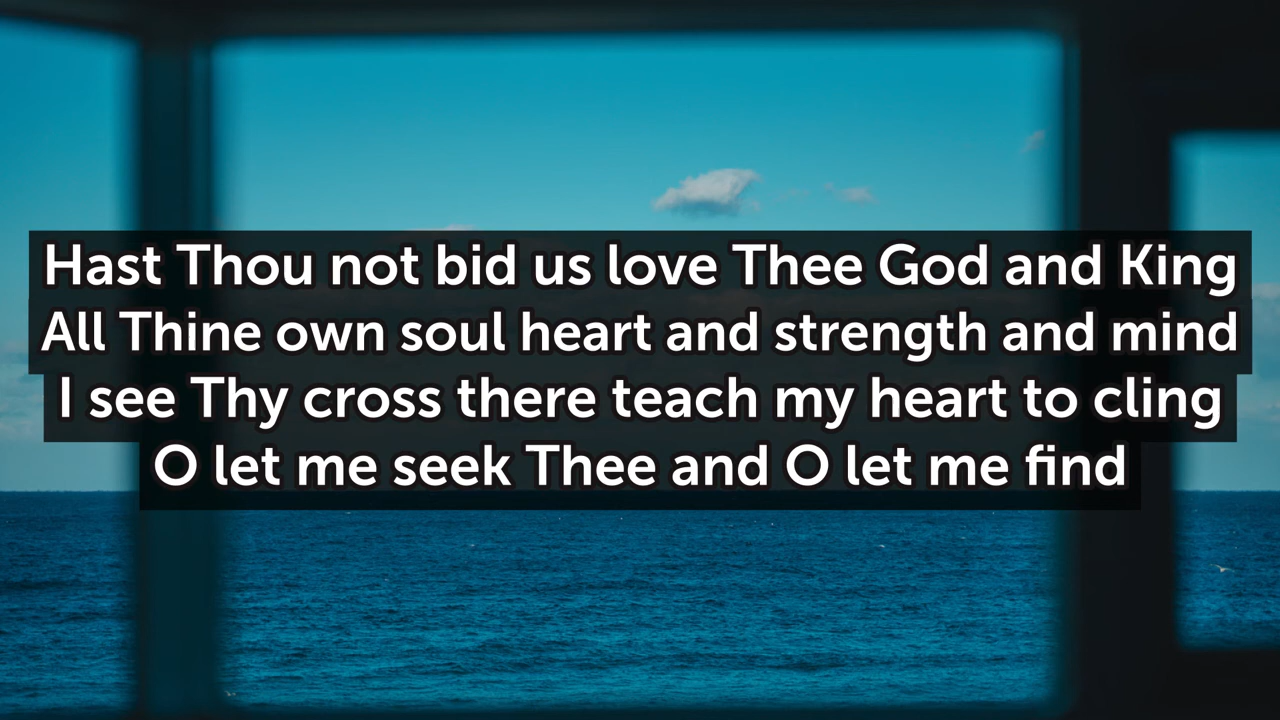 Hast Thou not bid us love Thee God and King
All Thine own soul heart and strength and mind
I see Thy cross there teach my heart to cling
O let me seek Thee and O let me find